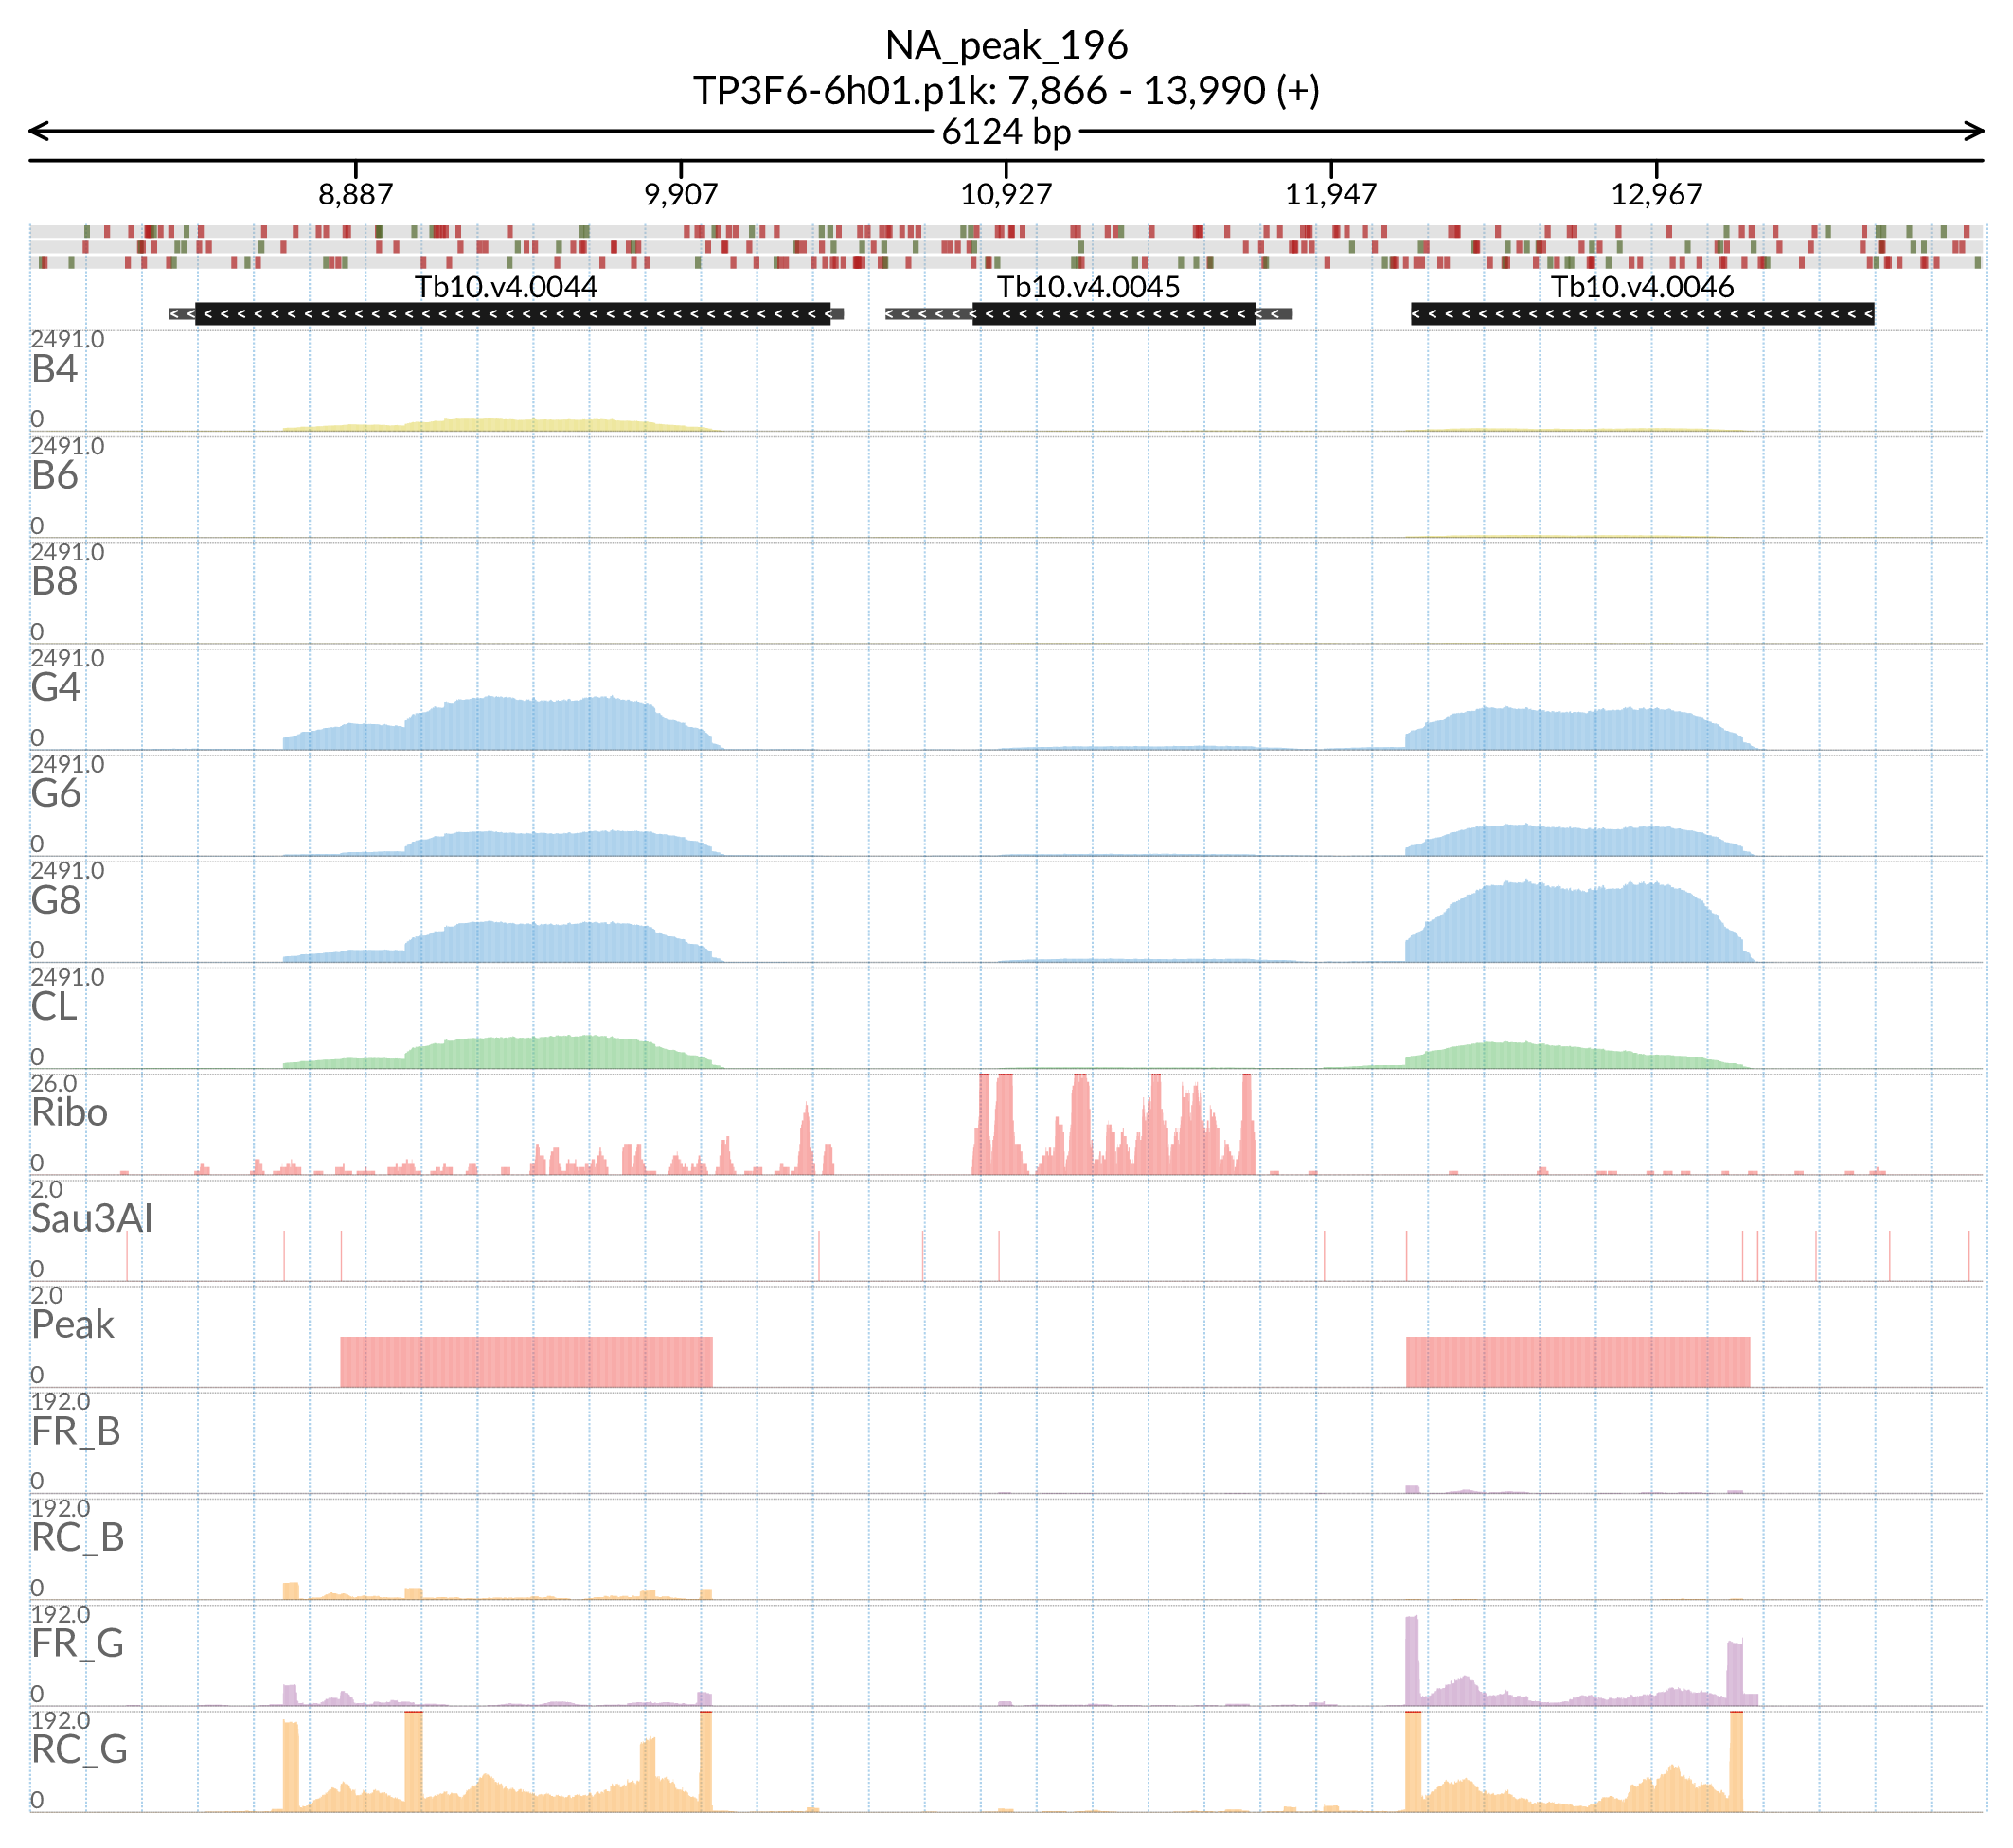 NA_peak_196
TP3F6-6h01.p1k: 7,866 - 13,990 (+)
6124 bp
8,887 9,907 10,927 11,947 12,967
Tb10.v4.0044 Tb10.v4.0045 Tb10.v4.0046
2491.0
B4
0
2491.0
B6
0
2491.0
B8
0
2491.0
G4
0
2491.0
G6
0
2491.0
G8
0
2491.0
CL
0
26.0
Ribo
0
2.0
Sau3AI
0
2.0
Peak
0
192.0
FR_B
0
192.0
RC_B
0
192.0
FR_G
0
192.0
RC_G
0